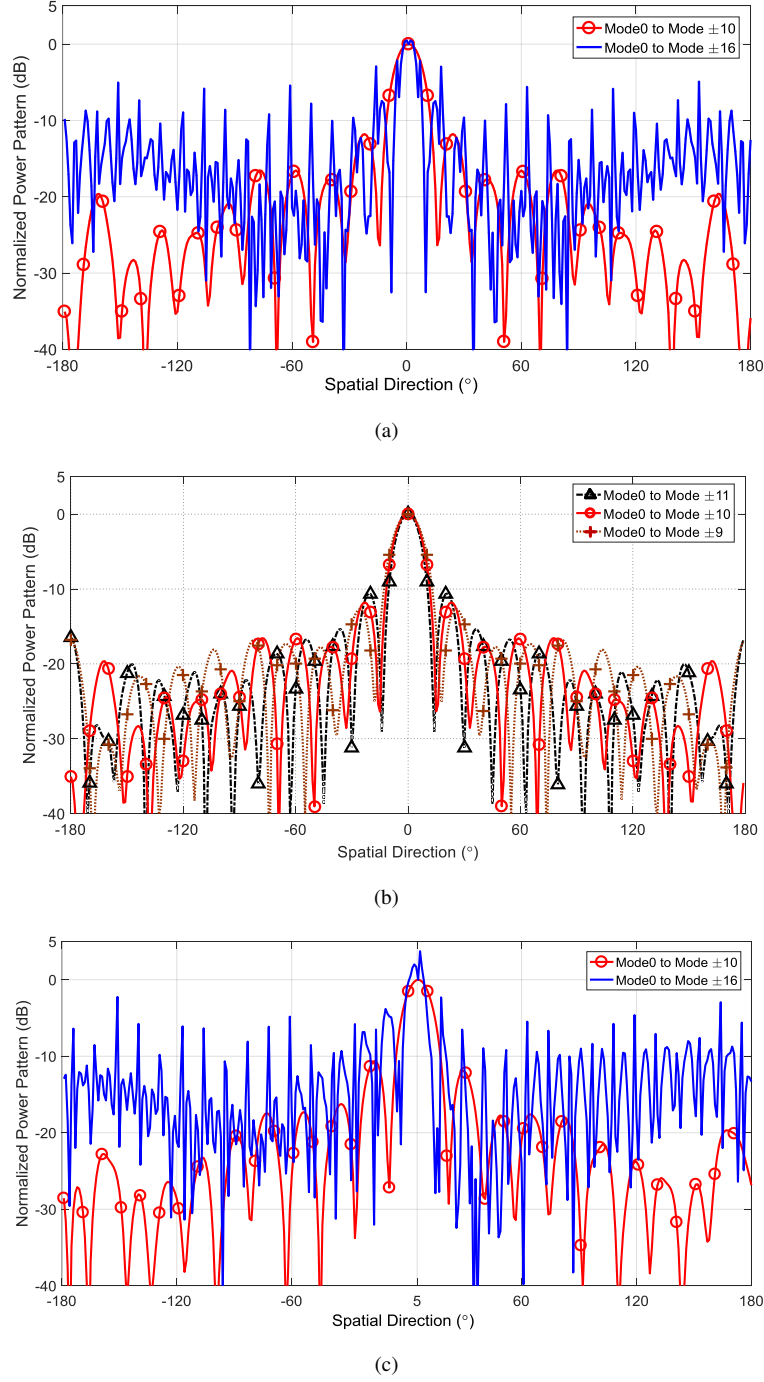 5
0
-10
-20
-30
-40
Normalized Power Pattern (dB)
Mode0 to Mode ±10
Mode0 to Mode ±16
-180 -120 -60 0 60 120 180
Spatial Direction (°)
(a)
5
0
-10
-20
-30
-40
Normalized Power Pattern (dB)
Mode0 to Mode ±11
Mode0 to Mode ±10
Mode0 to Mode ±9
-180 -120 -60 0 60 120 180
Spatial Direction (°)
(b)
5
0
-10
-20
-30
-40
Normalized Power Pattern (dB)
Mode0 to Mode ±10
Mode0 to Mode ±16
-180 -120 -60 5 60 120 180
Spatial Direction (°)
(c)